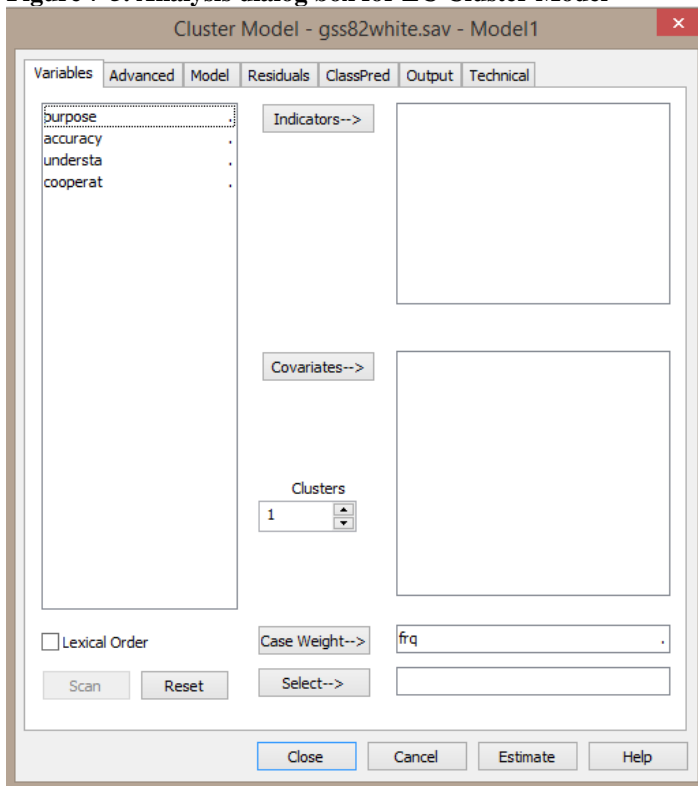 Cluster Model - gss82white.sav - Model1
Variables Advanced Model Residuals ClassPred Output Technical
purpose .
accuracy .
understa .
cooperat .
Indicators-->
Covariates-->
Clusters
1
Lexical Order
Case Weight-->
frq .
Scan Reset Select-->
Close Cancel Estimate Help